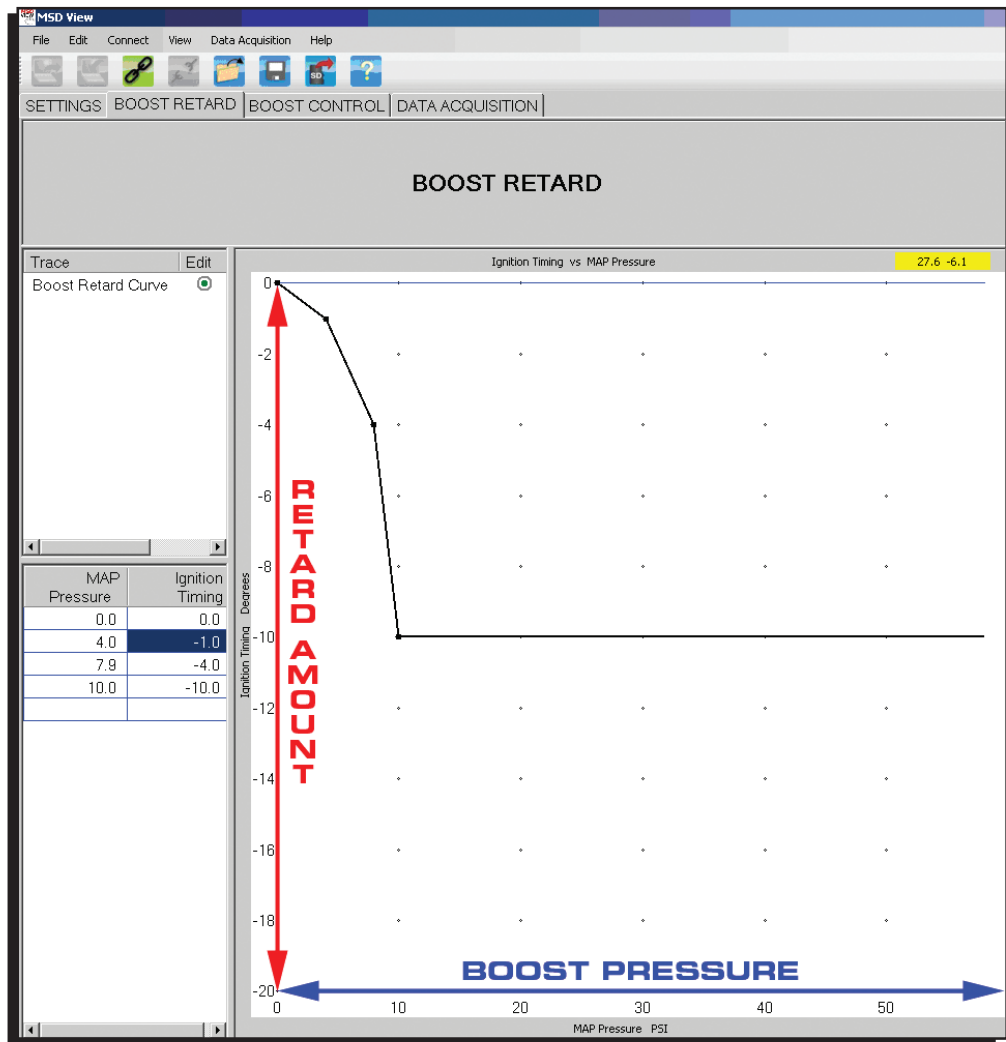 MSD View
File Edit Connect View Data Acquisition Help
SD
?
SETTINGS BOOST RETARD BOOST CONTROL DATA ACQUISITION
BOOST RETARD
Trace Edit
Boost Retard Curve
MAP Pressure Ignition Timing
0.0 0.0
4.0 -1.0
7.9 -4.0
10.0 -10.0
Ignition Timing vs MAP Pressure 27.6 -6.1
0
-2
-4
-6
-8
-10
-12
-14
-16
-18
-20
Ignition Timing Degrees
RETARD AMOUNT
BOOST PRESSURE
0 10 20 30 40 50
MAP Pressure PSI